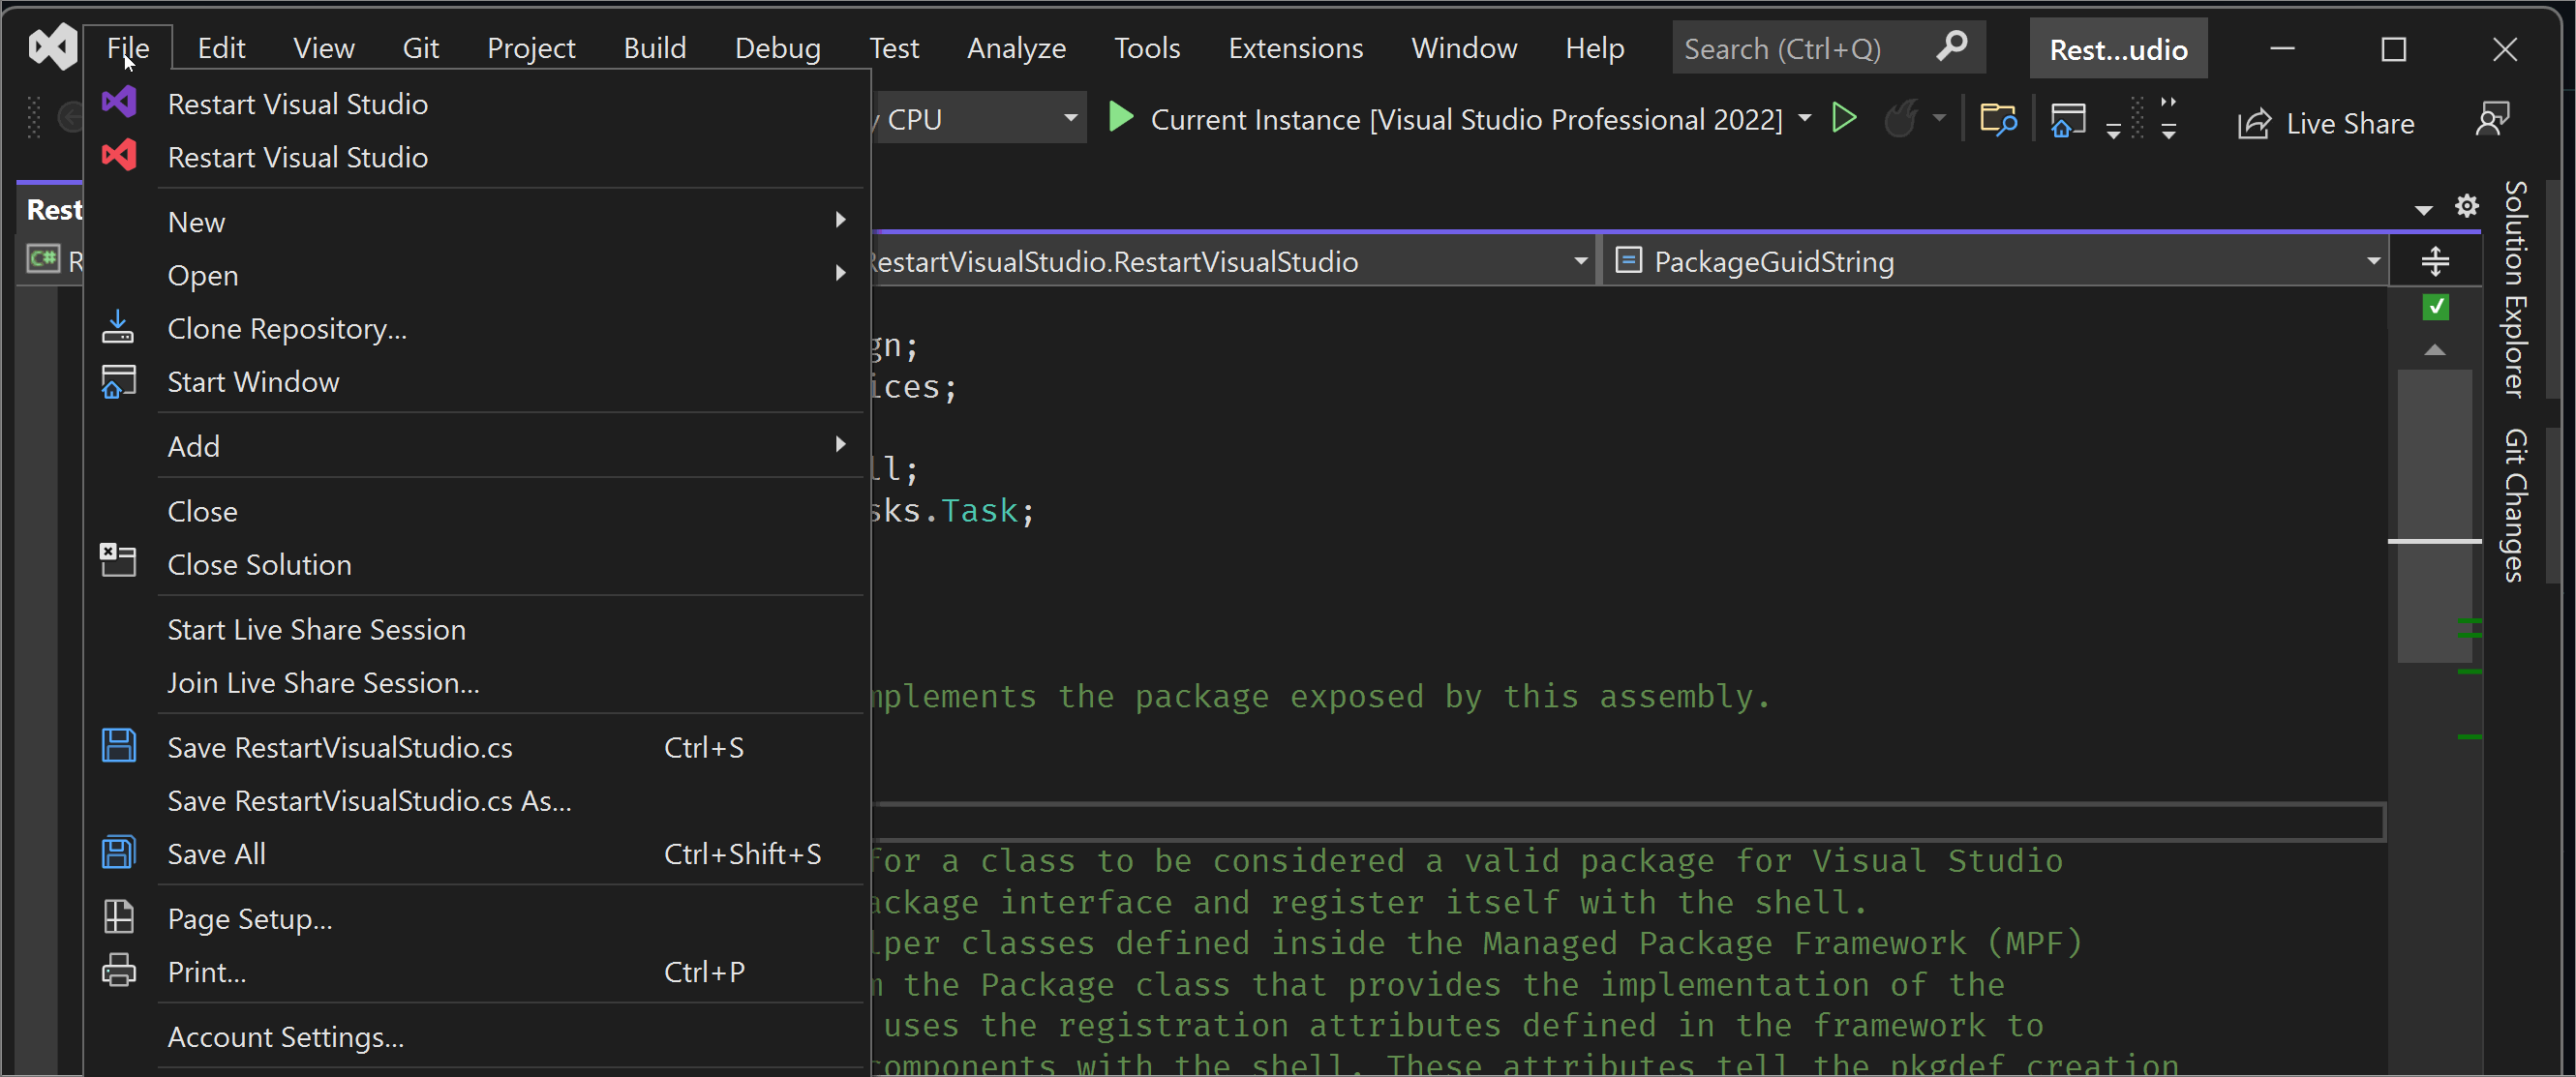 File Edit View Git Project Build Debug Test Analyze Tools Extensions Window Help Search (Ctrl+Q) Rest...udio
CPU Current Instance [Visual Studio Professional 2022] Live Share
Restart Visual Studio
Restart Visual Studio
New
Open
Clone Repository...
Start Window
Add
Close
Close Solution
Start Live Share Session
Join Live Share Session...
Save RestartVisualStudio.cs Ctrl+S
Save RestartVisualStudio.cs As...
Save All Ctrl+Shift+S
Page Setup...
Print... Ctrl+P
Account Settings...
Rest
C# R
RestartVisualStudio.RestartVisualStudio PackageGuidString
gn;
ices;
ll;
sks.Task;
mplements the package exposed by this assembly.
for a class to be considered a valid package for Visual Studio
ackage interface and register itself with the shell.
lper classes defined inside the Managed Package Framework (MPF)
m the Package class that provides the implementation of the
uses the registration attributes defined in the framework to
components with the shell. These attributes tell the pkgdef creation
Solution Explorer
Git Changes